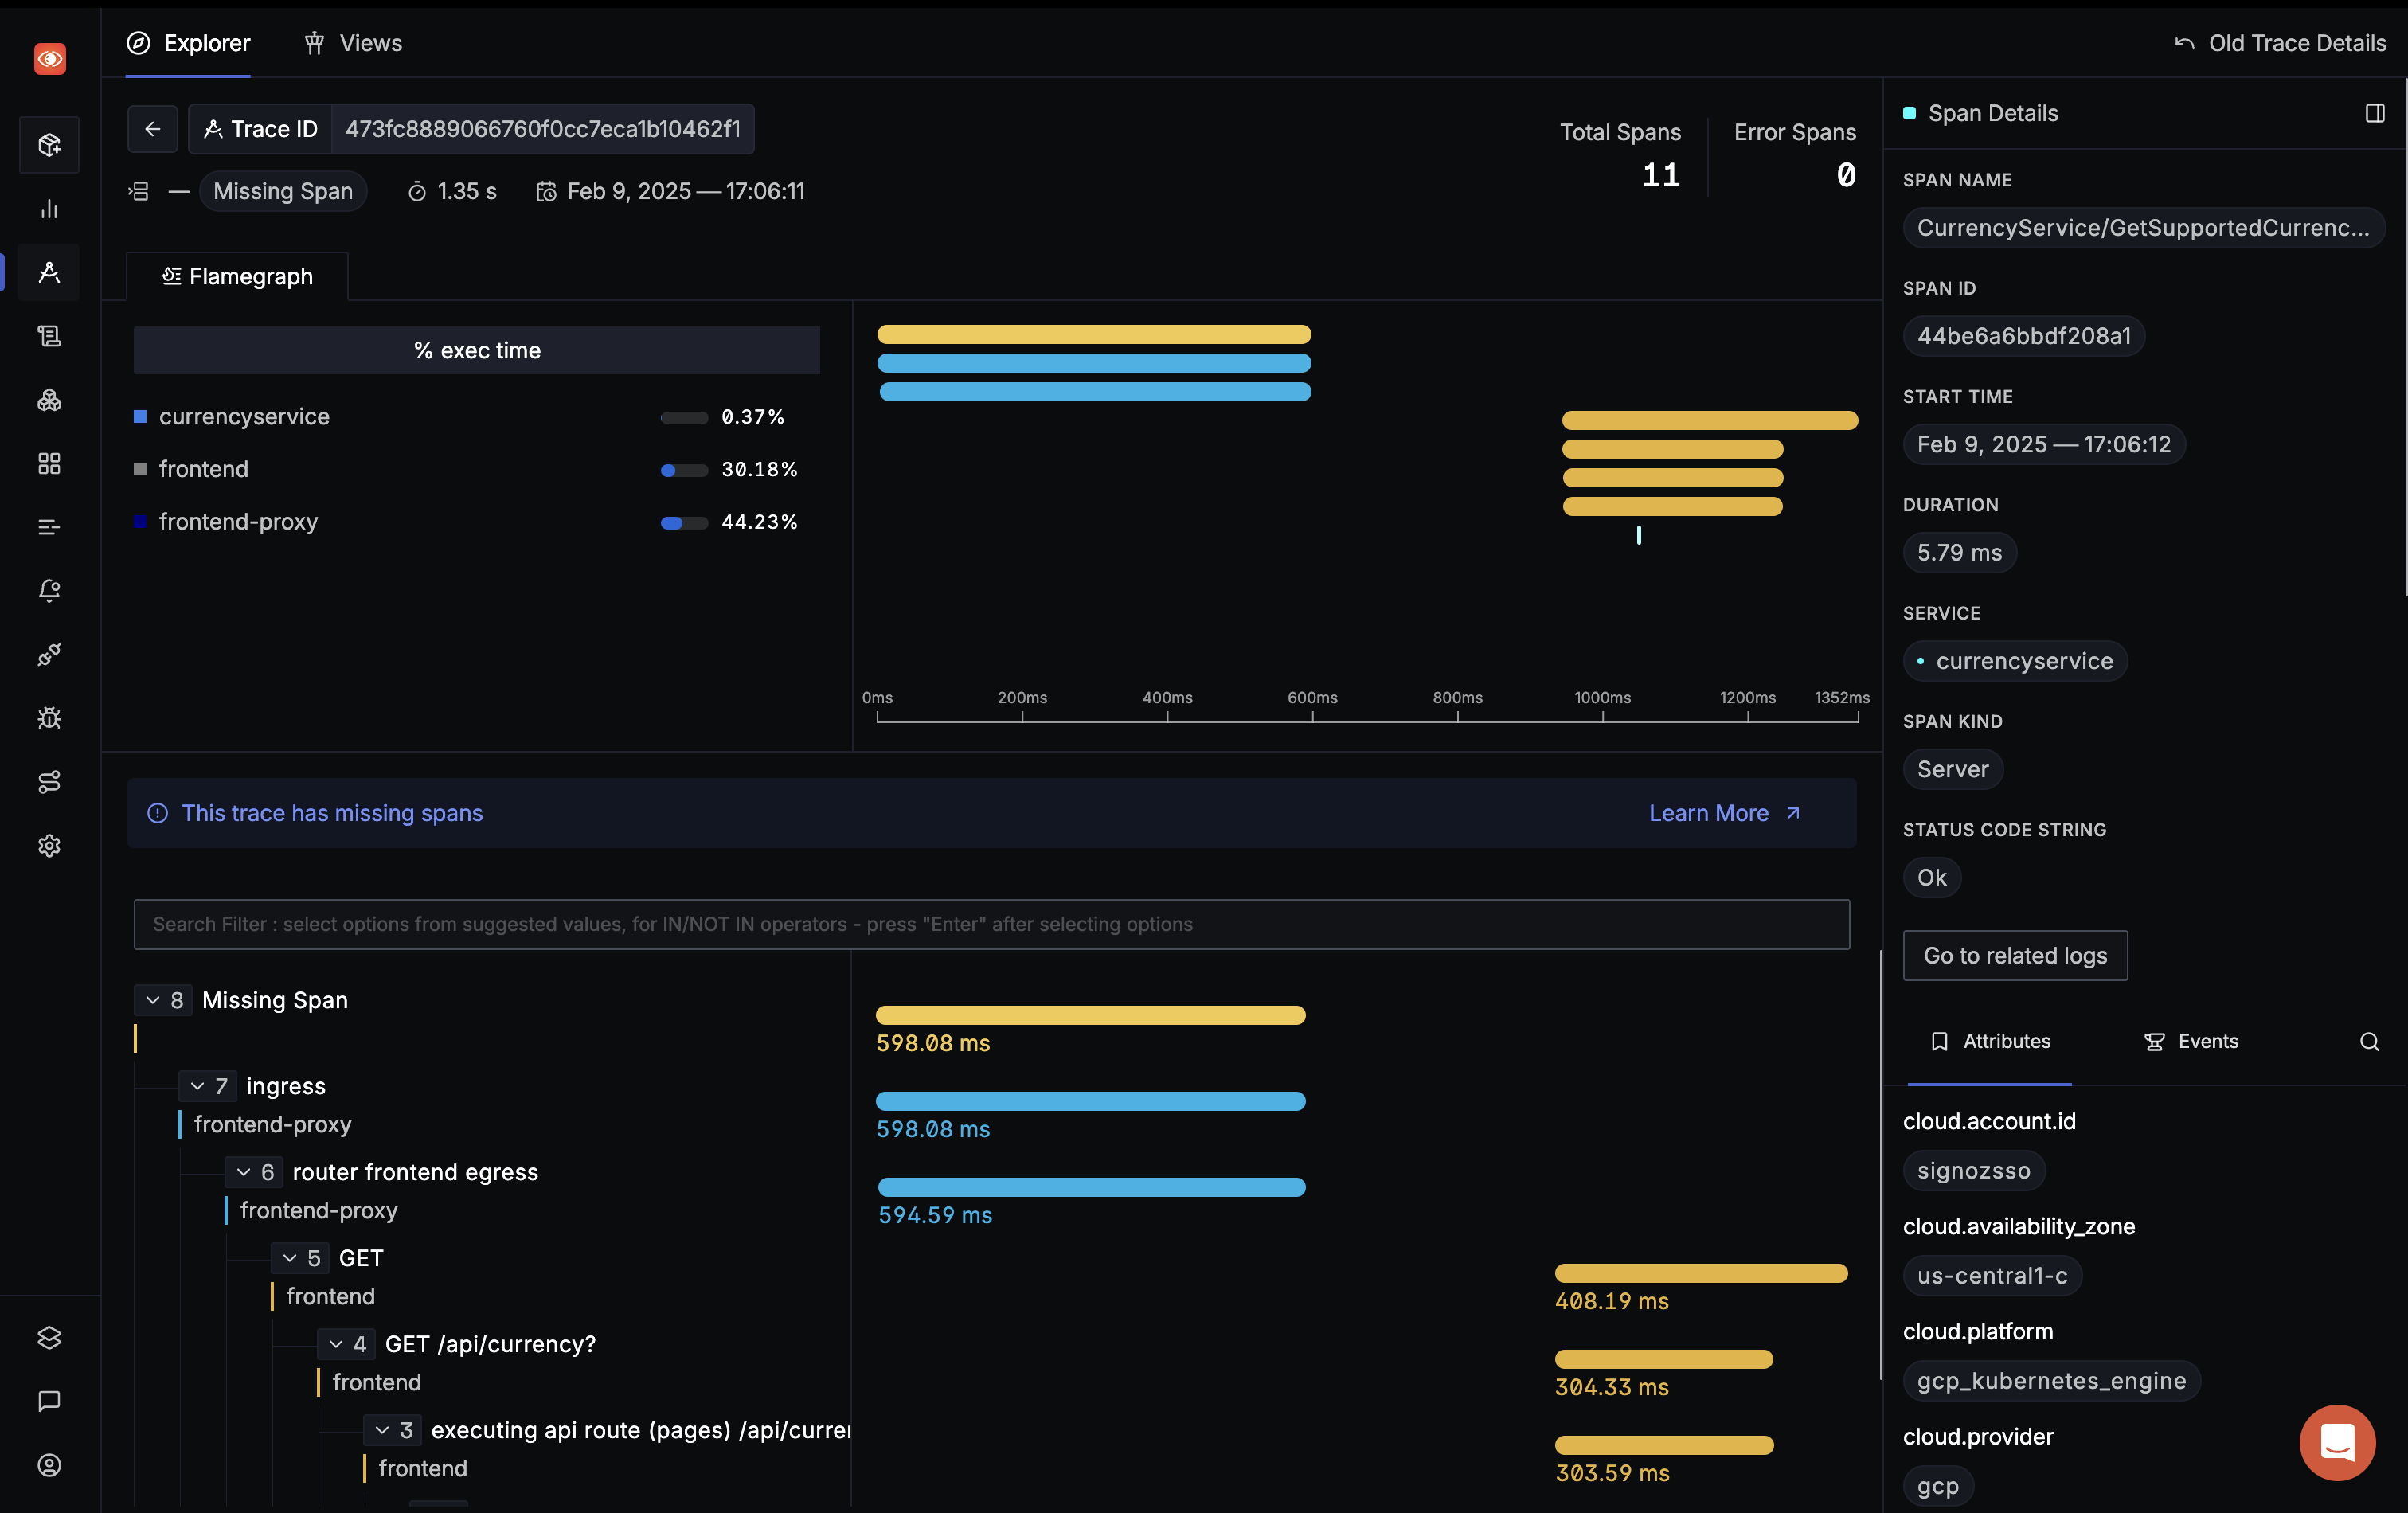 Explorer
Views
Old Trace Details
Trace ID
473fc8889066760f0cc7eca1b10462f1
— Missing Span
1.35 s
Feb 9, 2025 — 17:06:11
Total Spans
11
Error Spans
0
Flamegraph
% exec time
currencyservice 0.37%
frontend 30.18%
frontend-proxy 44.23%
0ms 200ms 400ms 600ms 800ms 1000ms 1200ms 1352ms
This trace has missing spans
Learn More
Search Filter : select options from suggested values, for IN/NOT IN operators - press "Enter" after selecting options
8 Missing Span
598.08 ms
7 ingress
frontend-proxy
598.08 ms
6 router frontend egress
frontend-proxy
594.59 ms
5 GET
frontend
408.19 ms
4 GET /api/currency?
frontend
304.33 ms
3 executing api route (pages) /api/curre
frontend
303.59 ms
Span Details
SPAN NAME
CurrencyService/GetSupportedCurrenc...
SPAN ID
44be6a6bbdf208a1
START TIME
Feb 9, 2025 — 17:06:12
DURATION
5.79 ms
SERVICE
currencyservice
SPAN KIND
Server
STATUS CODE STRING
Ok
Go to related logs
Attributes
Events
cloud.account.id
signozsso
cloud.availability_zone
us-central1-c
cloud.platform
gcp_kubernetes_engine
cloud.provider
gcp